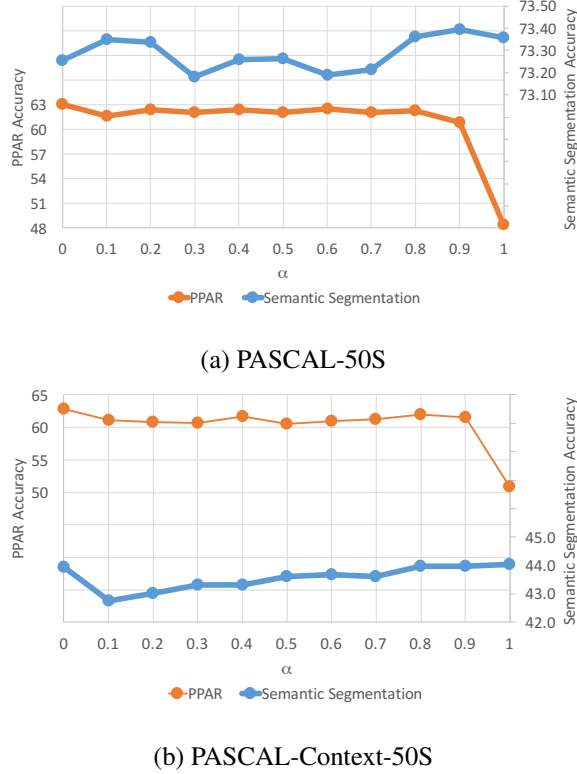 73.50
73.40
73.30
73.20
73.10
63
60
57
54
51
48
PPAR Accuracy
Semantic Segmentation Accuracy
0 0.1 0.2 0.3 0.4 0.5 0.6 0.7 0.8 0.9 1
α
PPAR Semantic Segmentation
(a) PASCAL-50S
65
60
55
50
PPAR Accuracy
45.0
44.0
43.0
42.0
Semantic Segmentation Accuracy
0 0.1 0.2 0.3 0.4 0.5 0.6 0.7 0.8 0.9 1
α
PPAR Semantic Segmentation
(b) PASCAL-Context-50S